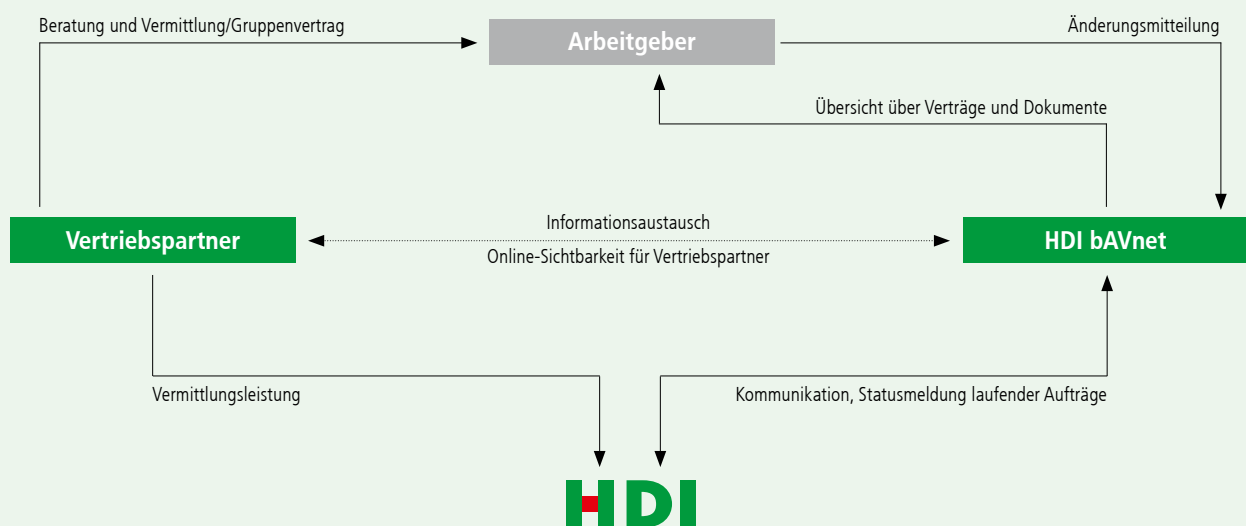 Beratung und Vermittlung/Gruppenvertrag
Arbeitgeber
Änderungsmitteilung
Übersicht über Verträge und Dokumente
Vertriebspartner
Informationsaustausch
Online-Sichtbarkeit für Vertriebspartner
HDI bAVnet
Vermittlungsleistung
Kommunikation, Statusmeldung laufender Aufträge
HDI